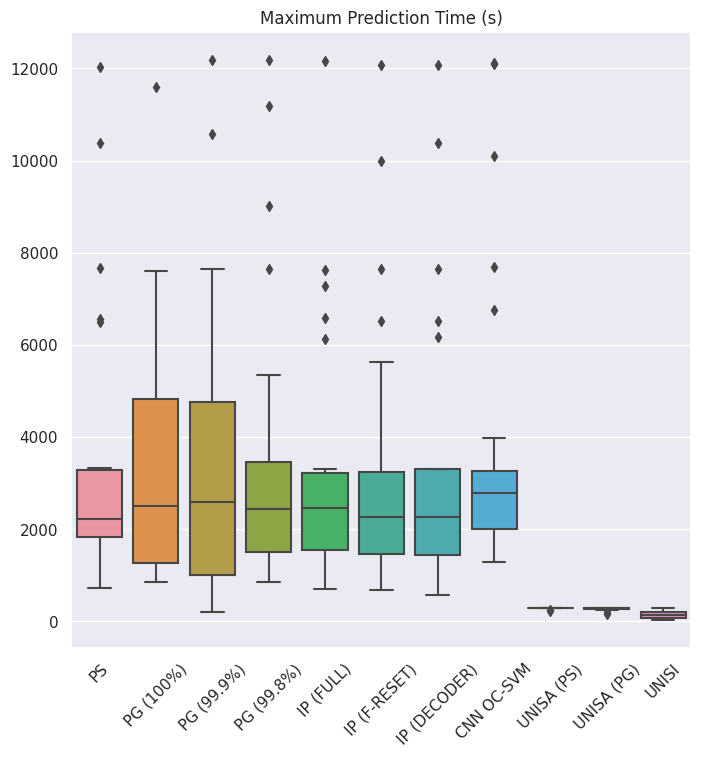 Maximum Prediction Time (s)
12000
10000
8000
6000
4000
2000
0
PS
PG (100%)
PG (99.9%)
PG (99.8%)
IP (FULL)
IP (F-RESET)
IP (DECODER)
CNN OC-SVM
UNISA (PS)
UNISA (PG)
UNISI